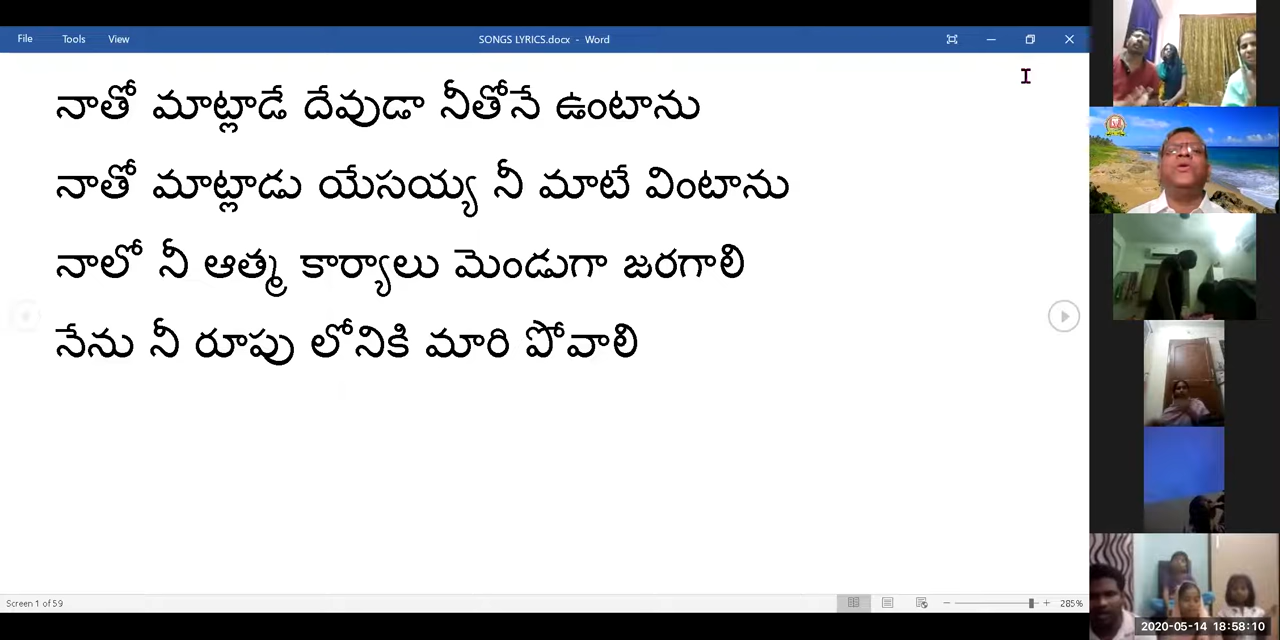 File Tools View SONGS LYRICS.docx - Word
నాతో మాట్లాడే దేవుడా నీతోనే ఉంటాను
నాతో మాట్లాడు యేసయ్య నీ మాటే వింటాను
నాలో నీ ఆత్మ కార్యాలు మెండుగా జరగాలి
నేను నీ రూపు లోనికి మారి పోవాలి
Screen 1 of 59 285%
2020-05-14 18:58:10